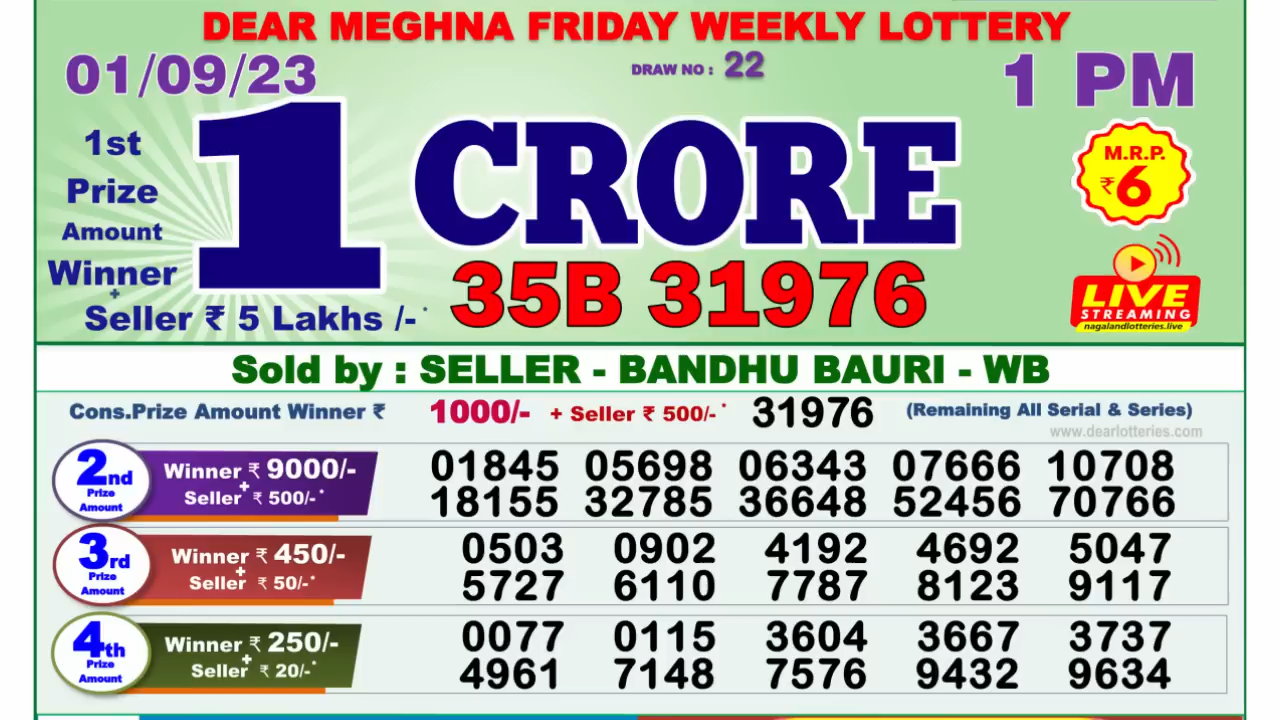 DEAR MEGHNA FRIDAY WEEKLY LOTTERY
01/09/23
DRAW NO : 22
1 PM
1st
Prize
Amount
Winner
+
Seller ₹ 5 Lakhs /-*
1 CRORE
35B 31976
M.R.P.
₹6
LIVE
STREAMING
nagalandlotteries.live
Sold by : SELLER - BANDHU BAURI - WB
Cons.Prize Amount Winner ₹ 1000/- + Seller ₹ 500/-* 31976 (Remaining All Serial & Series)
www.dearlotteries.com
2nd
Prize
Amount
Winner ₹ 9000/-
+
Seller ₹ 500/-*
01845 05698 06343 07666 10708
18155 32785 36648 52456 70766
3rd
Prize
Amount
Winner ₹ 450/-
+
Seller ₹ 50/-*
0503 0902 4192 4692 5047
5727 6110 7787 8123 9117
4th
Prize
Amount
Winner ₹ 250/-
+
Seller ₹ 20/-*
0077 0115 3604 3667 3737
4961 7148 7576 9432 9634